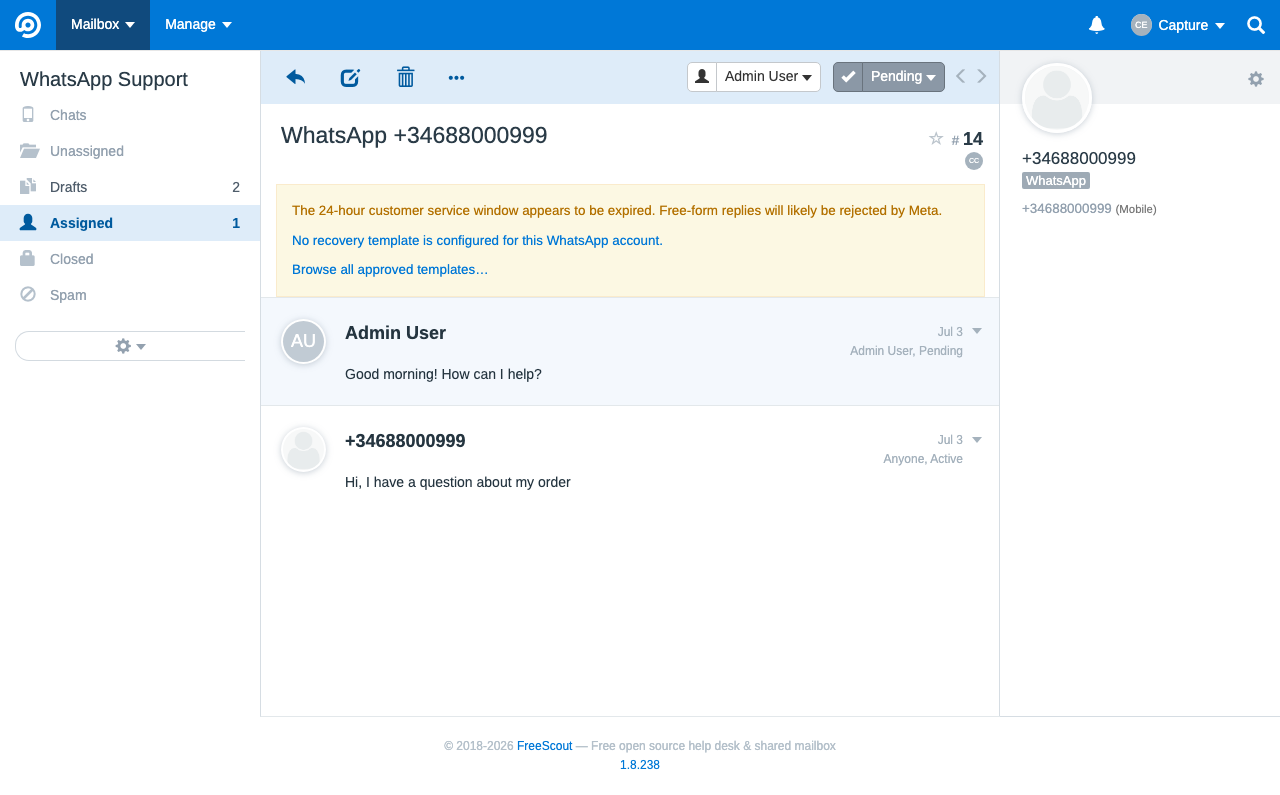 Mailbox
Manage
CE
Capture
WhatsApp Support
Chats
Unassigned
Drafts 2
Assigned 1
Closed
Spam
Admin User
Pending
WhatsApp +34688000999
# 14
CC
The 24-hour customer service window appears to be expired. Free-form replies will likely be rejected by Meta.
No recovery template is configured for this WhatsApp account.
Browse all approved templates…
AU
Admin User
Jul 3
Admin User, Pending
Good morning! How can I help?
+34688000999
Jul 3
Anyone, Active
Hi, I have a question about my order
+34688000999
WhatsApp
+34688000999 (Mobile)
© 2018-2026 FreeScout — Free open source help desk & shared mailbox
1.8.238